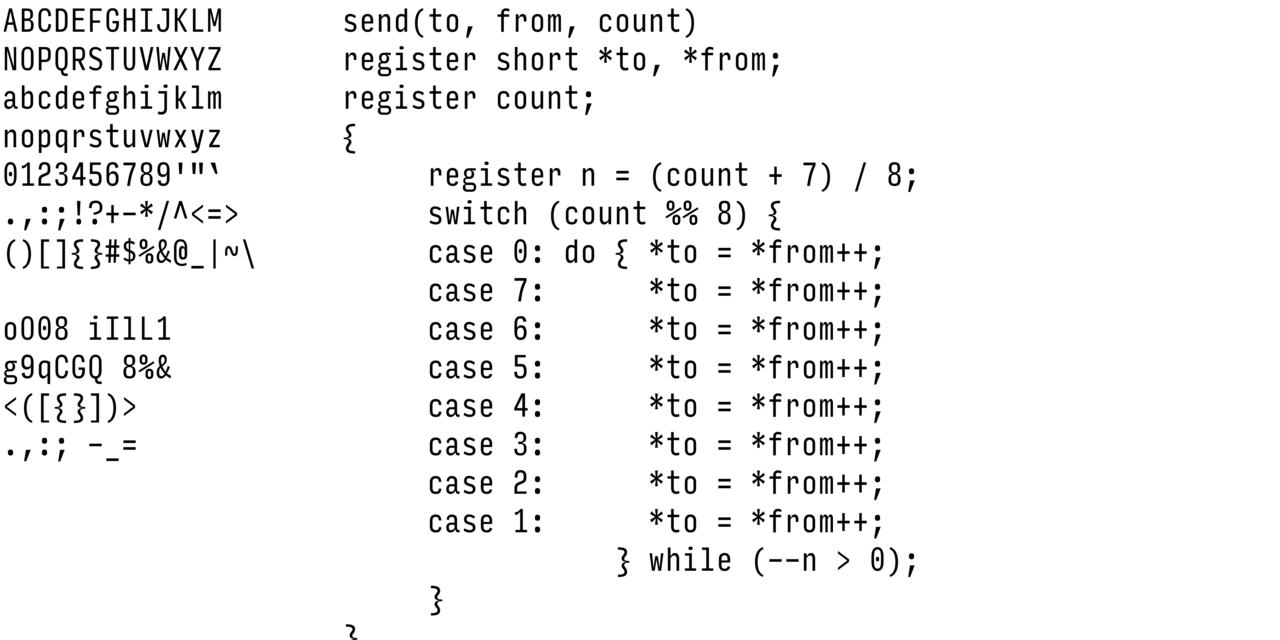 ABCDEFGHIJKLM
NOPQRSTUVWXYZ
abcdefghijklm
nopqrstuvwxyz
0123456789'"`
.,:;!?+-*/^<=>
()[]{}#$%&@_|~\
oO08 iIlL1
g9qCGQ 8%&
<([{}])>
.,:; -_=
send(to, from, count)
register short *to, *from;
register count;
{
register n = (count + 7) / 8;
switch (count %% 8) {
case 0: do { *to = *from++;
case 7: *to = *from++;
case 6: *to = *from++;
case 5: *to = *from++;
case 4: *to = *from++;
case 3: *to = *from++;
case 2: *to = *from++;
case 1: *to = *from++;
} while (--n > 0);
}
}